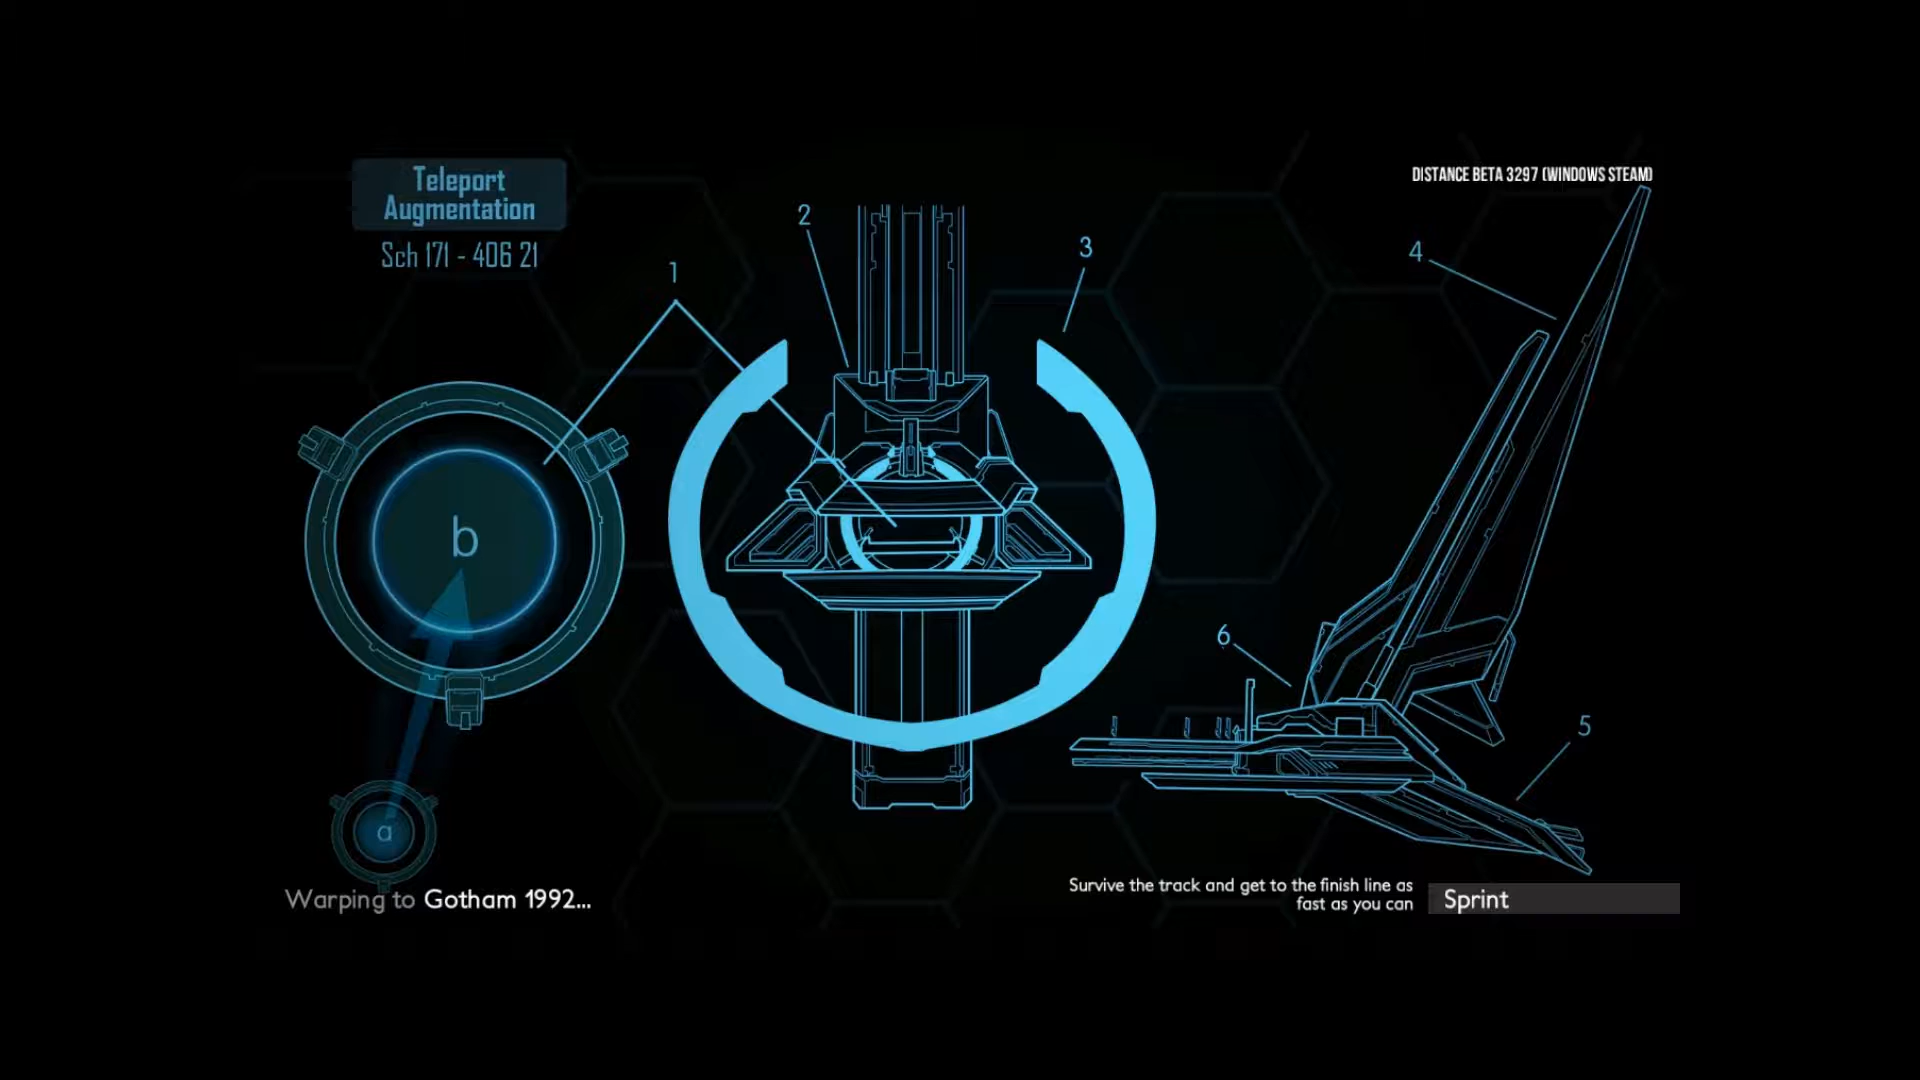 Teleport
Augmentation
Sch 171 - 406 21
DISTANCE BETA 3297 (WINDOWS STEAM)
1
2
3
4
5
6
b
a
Warping to Gotham 1992...
Survive the track and get to the finish line as
fast as you can
Sprint